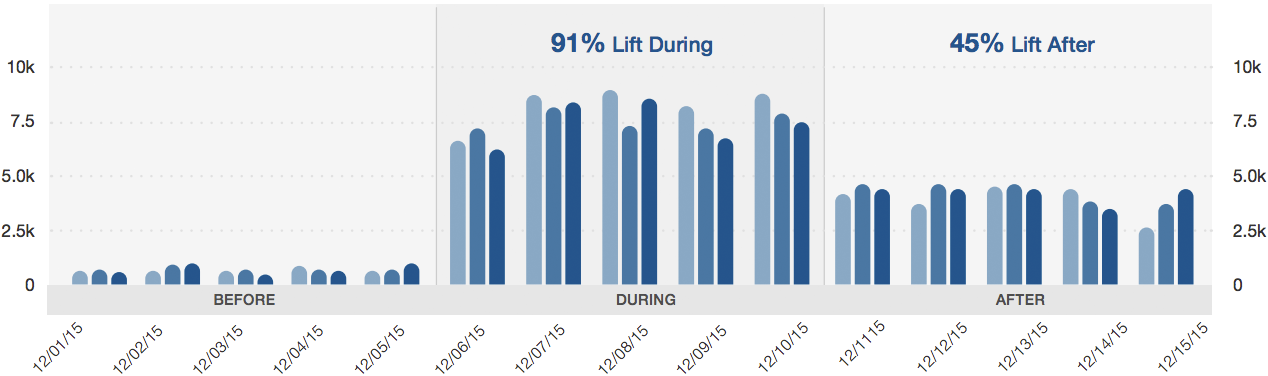 91% Lift During
45% Lift After
10k
10k
7.5
7.5
5.0k
5.0k
2.5k
2.5k
0
0
BEFORE
DURING
AFTER
12/01/15
12/02/15
12/03/15
12/04/15
12/05/15
12/06/15
12/07/15
12/08/15
12/09/15
12/10/15
12/1115
12/12/15
12/13/15
12/14/15
12/15/15